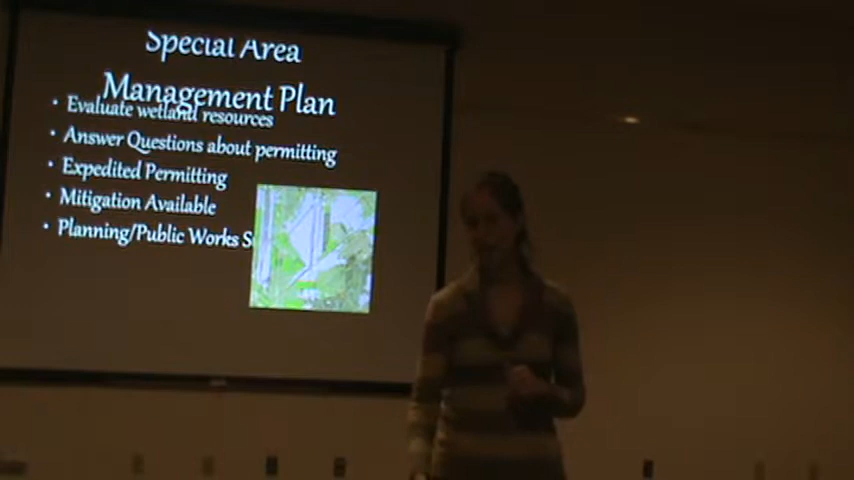 Special Area
Management Plan
• Evaluate wetland resources
• Answer Questions about permitting
• Expedited Permitting
• Mitigation Available
• Planning/Public Works